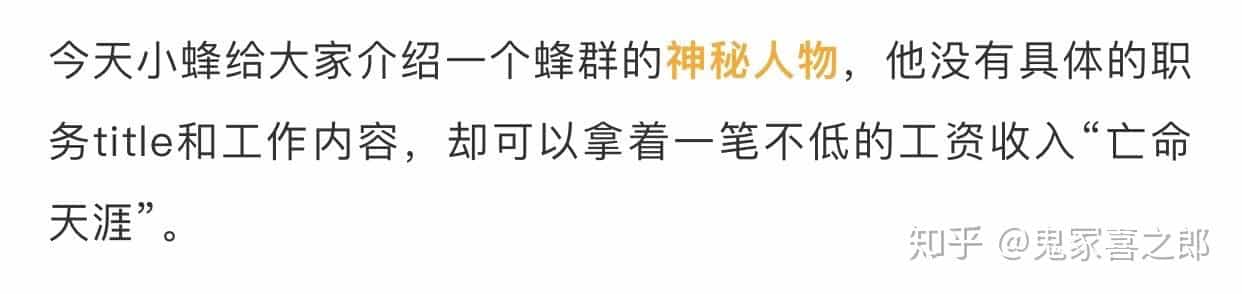 今天小蜂给大家介绍一个蜂群的神秘人物，他没有具体的职
务title和工作内容，却可以拿着一笔不低的工资收入“亡命
天涯”。
知乎 @鬼冢喜之郎